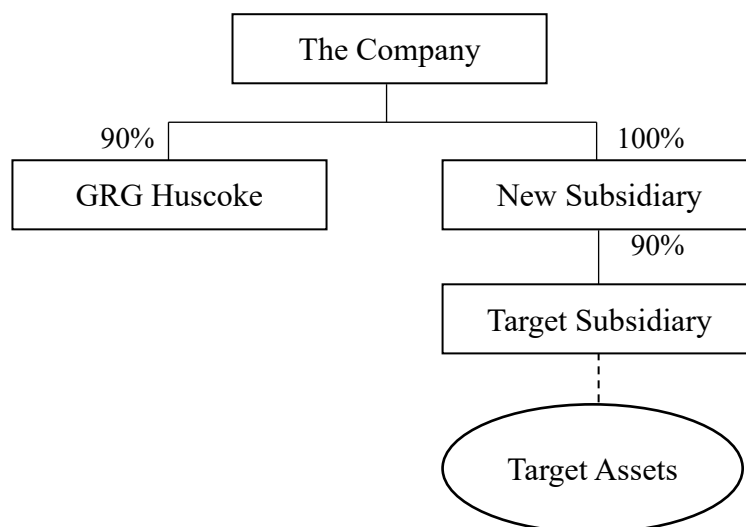 The Company
90%
100%
GRG Huscoke
New Subsidiary
90%
Target Subsidiary
Target Assets